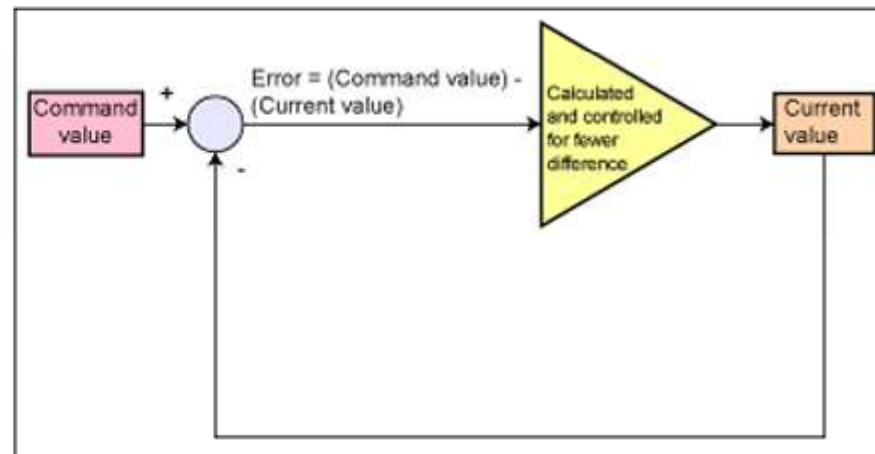 Command
value
+
-
Error = (Command value) -
(Current value)
Calculated
and controlled
for fewer
difference
Current
value